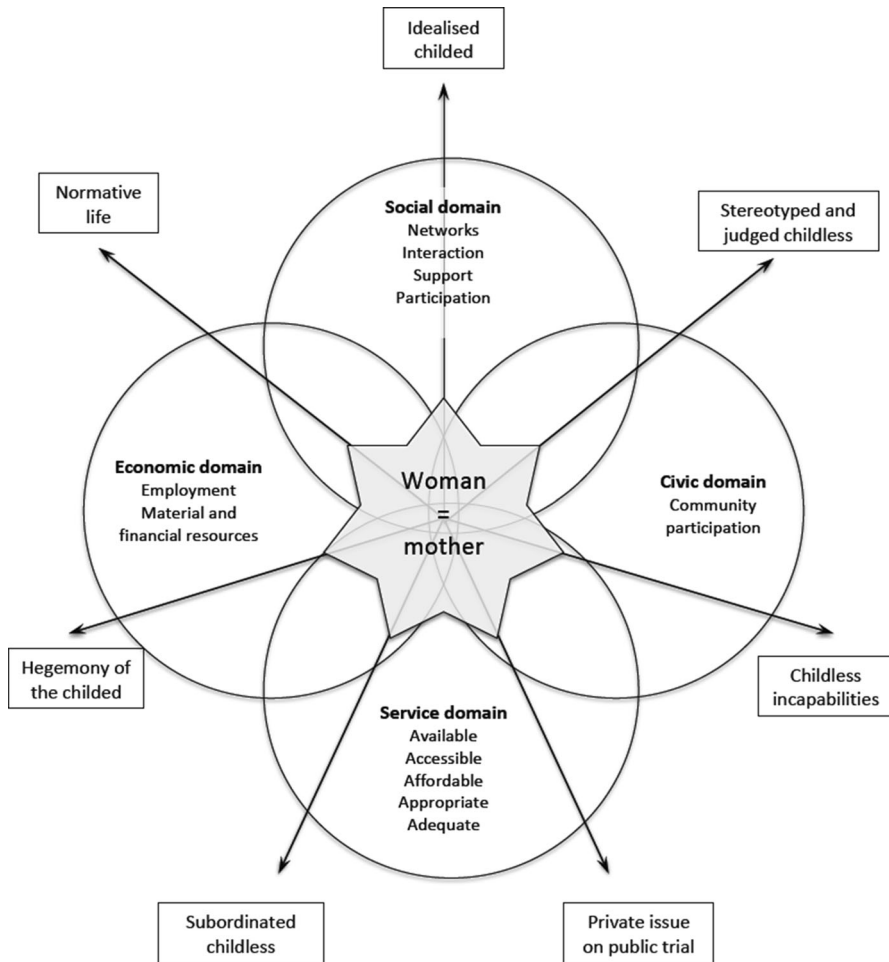 Idealised
childed
Normative
life
Stereotyped and
judged childless
Social domain
Networks
Interaction
Support
Participation
Economic domain
Employment
Material and
financial resources
Woman
=
mother
Civic domain
Community
participation
Hegemony of
the childed
Childless
incapabilities
Service domain
Available
Accessible
Affordable
Appropriate
Adequate
Subordinated
childless
Private issue
on public trial